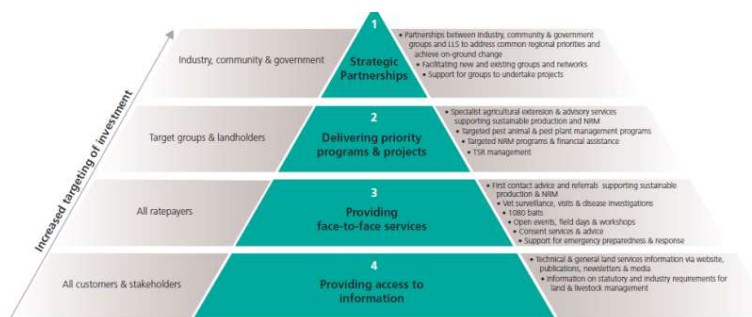 Increased targeting of investment
Industry, community & government
1
Strategic
Partnerships
• Partnerships between industry, community & government
groups and LLS to address common regional priorities and
achieve on-ground change
• Facilitating new and existing groups and networks
• Support for groups to undertake projects
Target groups & landholders
2
Delivering priority
programs & projects
• Specialist agricultural extension & advisory services
supporting sustainable production and NRM
• Targeted pest animal & pest plant management programs
• Targeted NRM programs & financial assistance
• TSR management
All ratepayers
3
Providing
face-to-face services
• First contact advice and referrals supporting sustainable
production & NRM
• Vet surveillance, visits & disease investigations
• 1080 baits
• Open events, field days & workshops
• Consent services & advice
• Support for emergency preparedness & response
All customers & stakeholders
4
Providing access to
information
• Technical & general land services information via website,
publications, newsletters & media
• Information on statutory and industry requirements for
land & livestock management